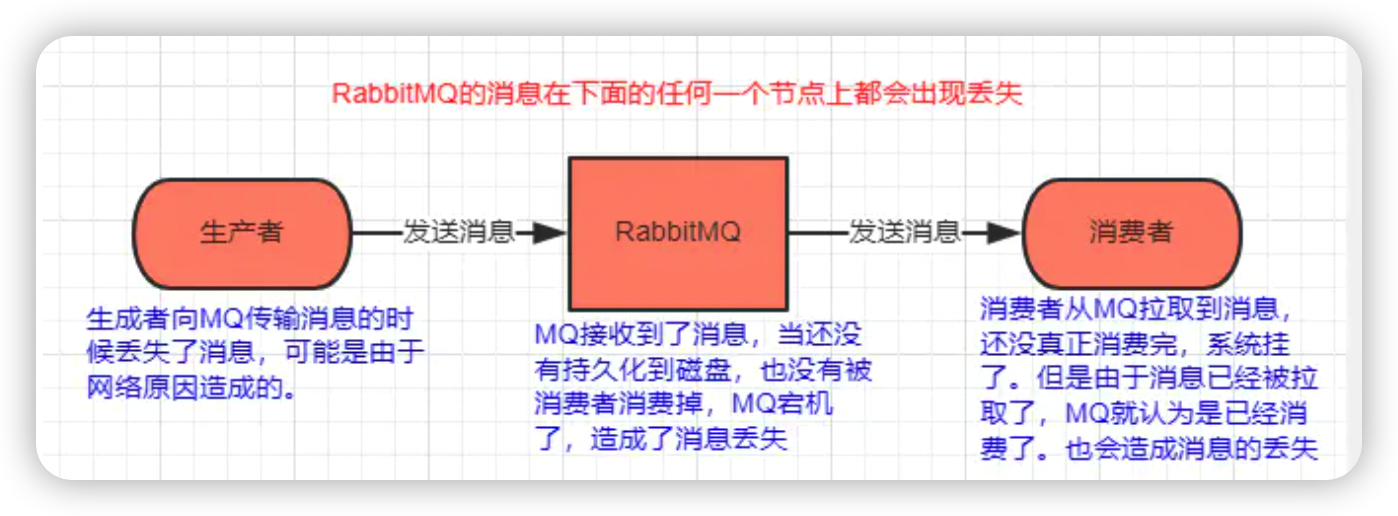 RabbitMQ的消息在下面的任何一个节点上都会出现丢失
生产者
发送消息
RabbitMQ
发送消息
消费者
生成者向MQ传输消息的时
候丢失了消息，可能是由于
网络原因造成的。
MQ接收到了消息，当还没
有持久化到磁盘，也没有被
消费者消费掉，MQ宕机
了，造成了消息丢失
消费者从MQ拉取到消息，
还没真正消费完，系统挂
了。但是由于消息已经被拉
取了，MQ就认为是已经消
费了。也会造成消息的丢失